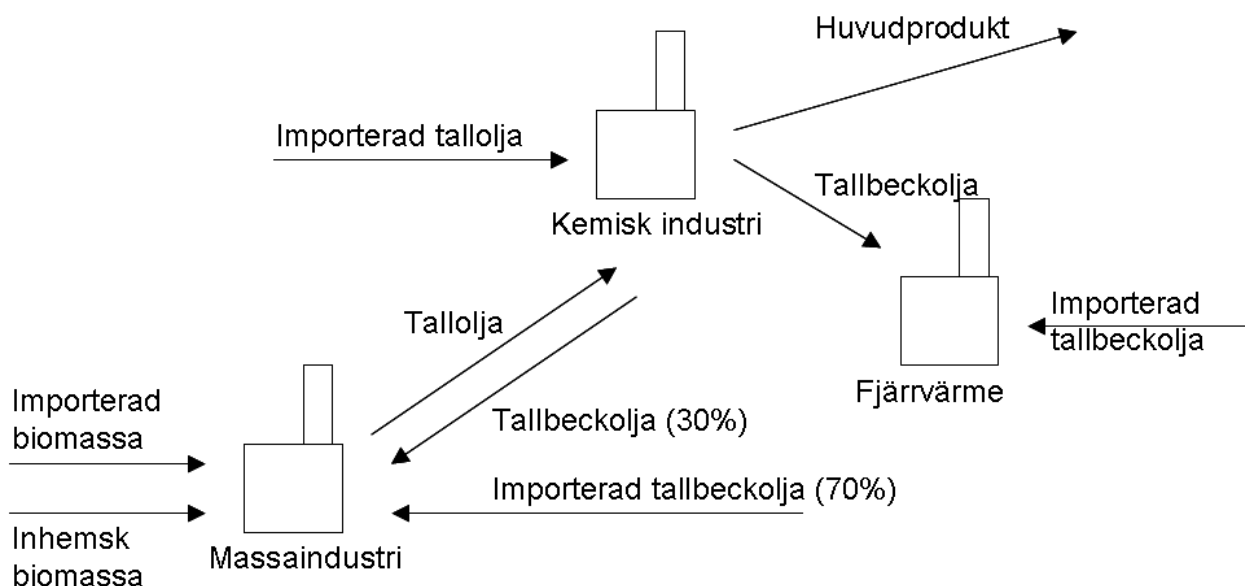 Huvudprodukt
Importerad tallolja
Tallbeckolja
Kemisk industri
Importerad
tallbeckolja
Tallolja
Fjärrvärme
Importerad
biomassa
Tallbeckolja (30%)
Importerad tallbeckolja (70%)
Inhemsk
biomassa
Massaindustri